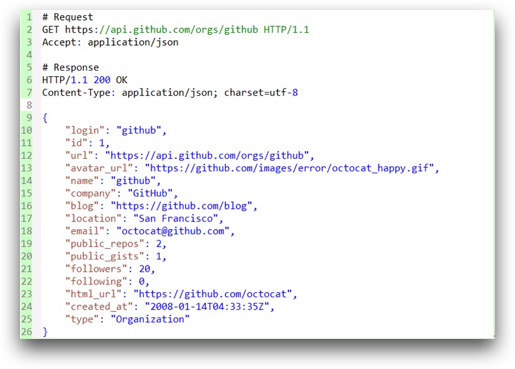 1 # Request
2 GET https://api.github.com/orgs/github HTTP/1.1
3 Accept: application/json
4
5 # Response
6 HTTP/1.1 200 OK
7 Content-Type: application/json; charset=utf-8
8
9 {
10 "login": "github",
11 "id": 1,
12 "url": "https://api.github.com/orgs/github",
13 "avatar_url": "https://github.com/images/error/octocat_happy.gif",
14 "name": "github",
15 "company": "GitHub",
16 "blog": "https://github.com/blog",
17 "location": "San Francisco",
18 "email": "octocat@github.com",
19 "public_repos": 2,
20 "public_gists": 1,
21 "followers": 20,
22 "following": 0,
23 "html_url": "https://github.com/octocat",
24 "created_at": "2008-01-14T04:33:35Z",
25 "type": "Organization"
26 }